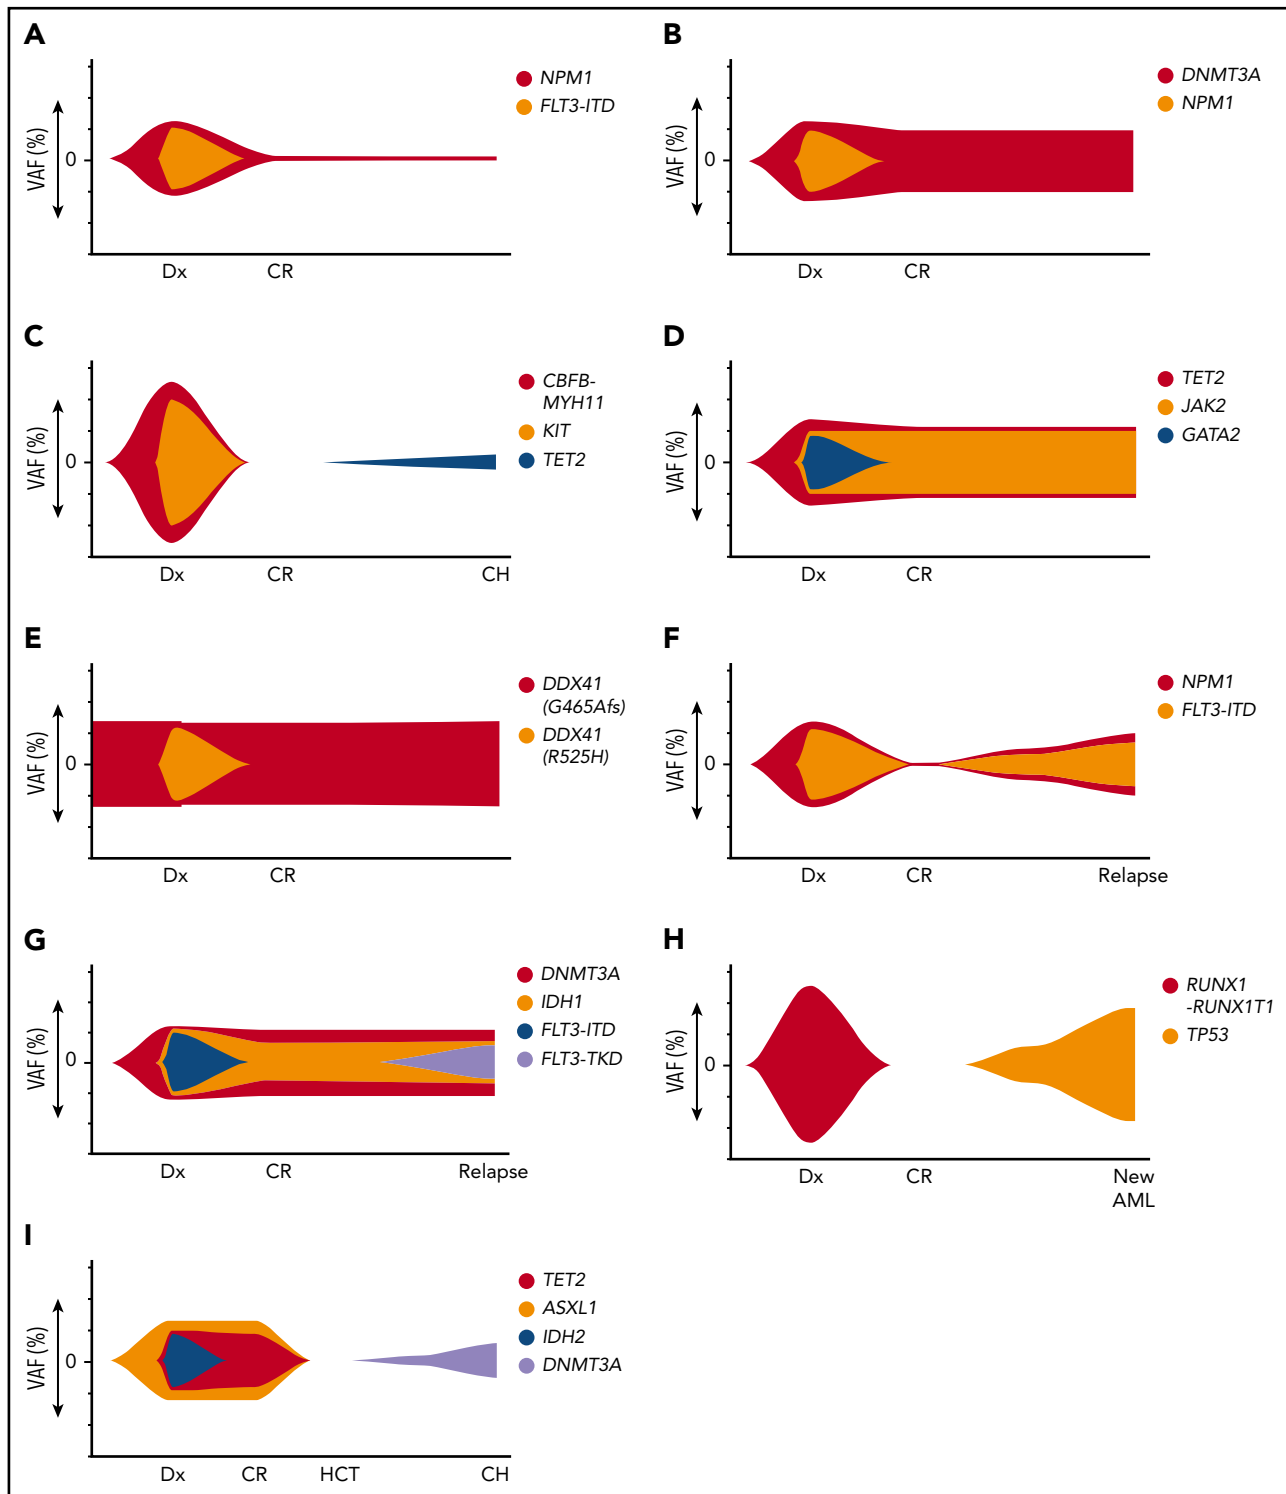 A
VAF (%)
0
Dx
CR
NPM1
FLT3-ITD
B
VAF (%)
0
Dx
CR
DNMT3A
NPM1
C
VAF (%)
0
Dx
CR
CH
CBFB-
MYH11
KIT
TET2
D
VAF (%)
0
Dx
CR
TET2
JAK2
GATA2
E
VAF (%)
0
Dx
CR
DDX41
(G465Afs)
DDX41
(R525H)
F
VAF (%)
0
Dx
CR
Relapse
NPM1
FLT3-ITD
G
VAF (%)
0
Dx
CR
Relapse
DNMT3A
IDH1
FLT3-ITD
FLT3-TKD
H
VAF (%)
0
Dx
CR
New
AML
RUNX1
-RUNX1T1
TP53
I
VAF (%)
0
Dx
CR
HCT
CH
TET2
ASXL1
IDH2
DNMT3A